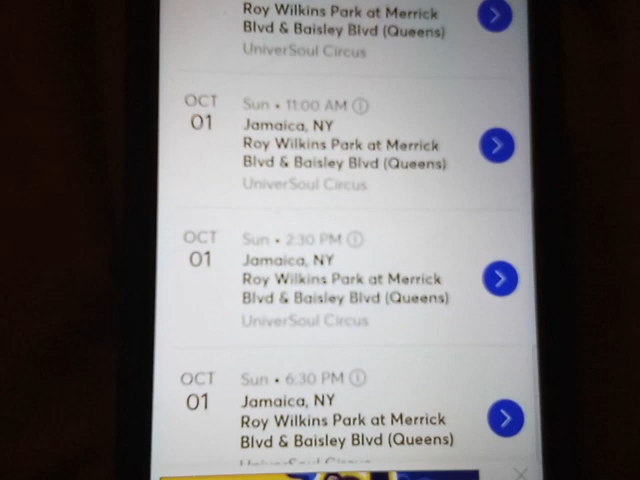 Roy Wilkins Park at Merrick
Blvd & Baisley Blvd (Queens)
UniverSoul Circus
OCT
01
Sun • 11:00 AM
Jamaica, NY
Roy Wilkins Park at Merrick
Blvd & Baisley Blvd (Queens)
UniverSoul Circus
OCT
01
Sun • 2:30 PM
Jamaica, NY
Roy Wilkins Park at Merrick
Blvd & Baisley Blvd (Queens)
UniverSoul Circus
OCT
01
Sun • 6:30 PM
Jamaica, NY
Roy Wilkins Park at Merrick
Blvd & Baisley Blvd (Queens)
UniverSoul Circus